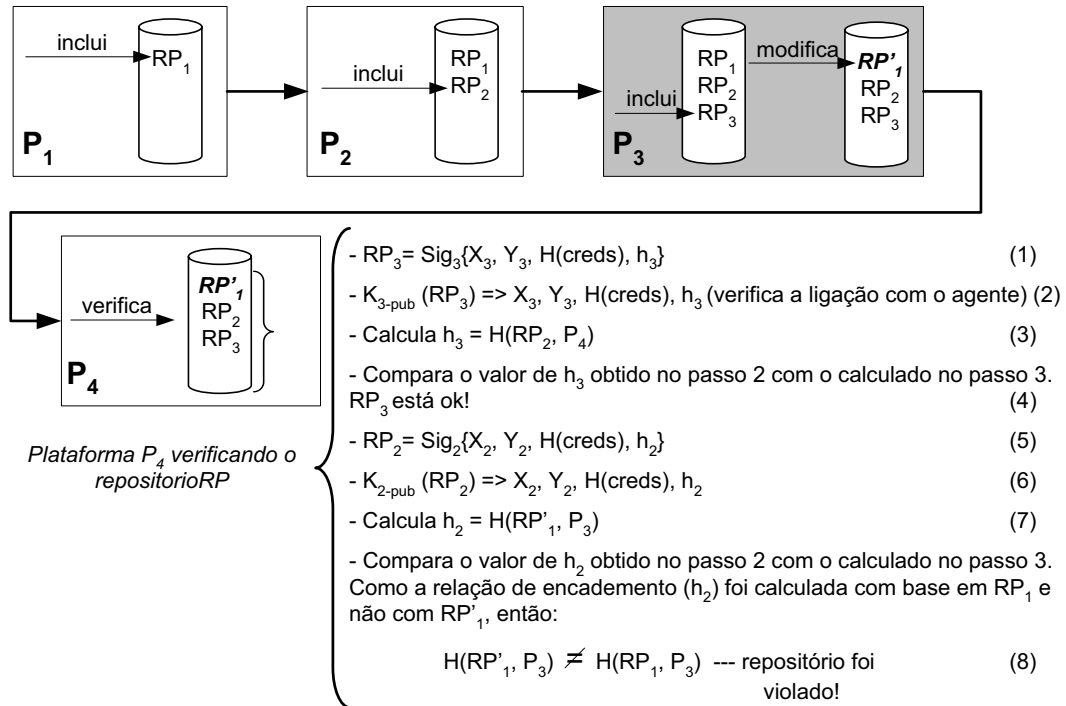 inclui
RP1
P1
inclui
RP1
RP2
P2
inclui
RP1
RP2
RP3
modifica
RP'1
RP2
RP3
P3
verifica
RP'1
RP2
RP3
P4
Plataforma P4 verificando o
repositorioRP
- RP3= Sig3{X3, Y3, H(creds), h3} (1)
- K3-pub (RP3) => X3, Y3, H(creds), h3 (verifica a ligação com o agente) (2)
- Calcula h3 = H(RP2, P4) (3)
- Compara o valor de h3 obtido no passo 2 com o calculado no passo 3.
RP3 está ok! (4)
- RP2= Sig2{X2, Y2, H(creds), h2} (5)
- K2-pub (RP2) => X2, Y2, H(creds), h2 (6)
- Calcula h2 = H(RP'1, P3) (7)
- Compara o valor de h2 obtido no passo 2 com o calculado no passo 3.
Como a relação de encademento (h2) foi calculada com base em RP1 e
não com RP'1, então:
H(RP'1, P3) ≠ H(RP1, P3) --- repositório foi (8)
violado!